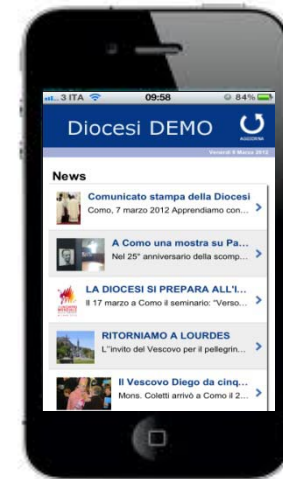 3 ITA 09:58 84%
Diocesi DEMO
AGGIORNA
Venerdì 9 Marzo 2012
News
Comunicato stampa della Diocesi
Como, 7 marzo 2012 Apprendiamo con...
A Como una mostra su Pa...
Nel 25° anniversario della scomp...
LA DIOCESI SI PREPARA ALL'I...
Il 17 marzo a Como il seminario: "Verso...
RITORNIAMO A LOURDES
L''invito del Vescovo per il pellegrin...
Il Vescovo Diego da cinq...
Mons. Coletti arrivò a Como il 2...